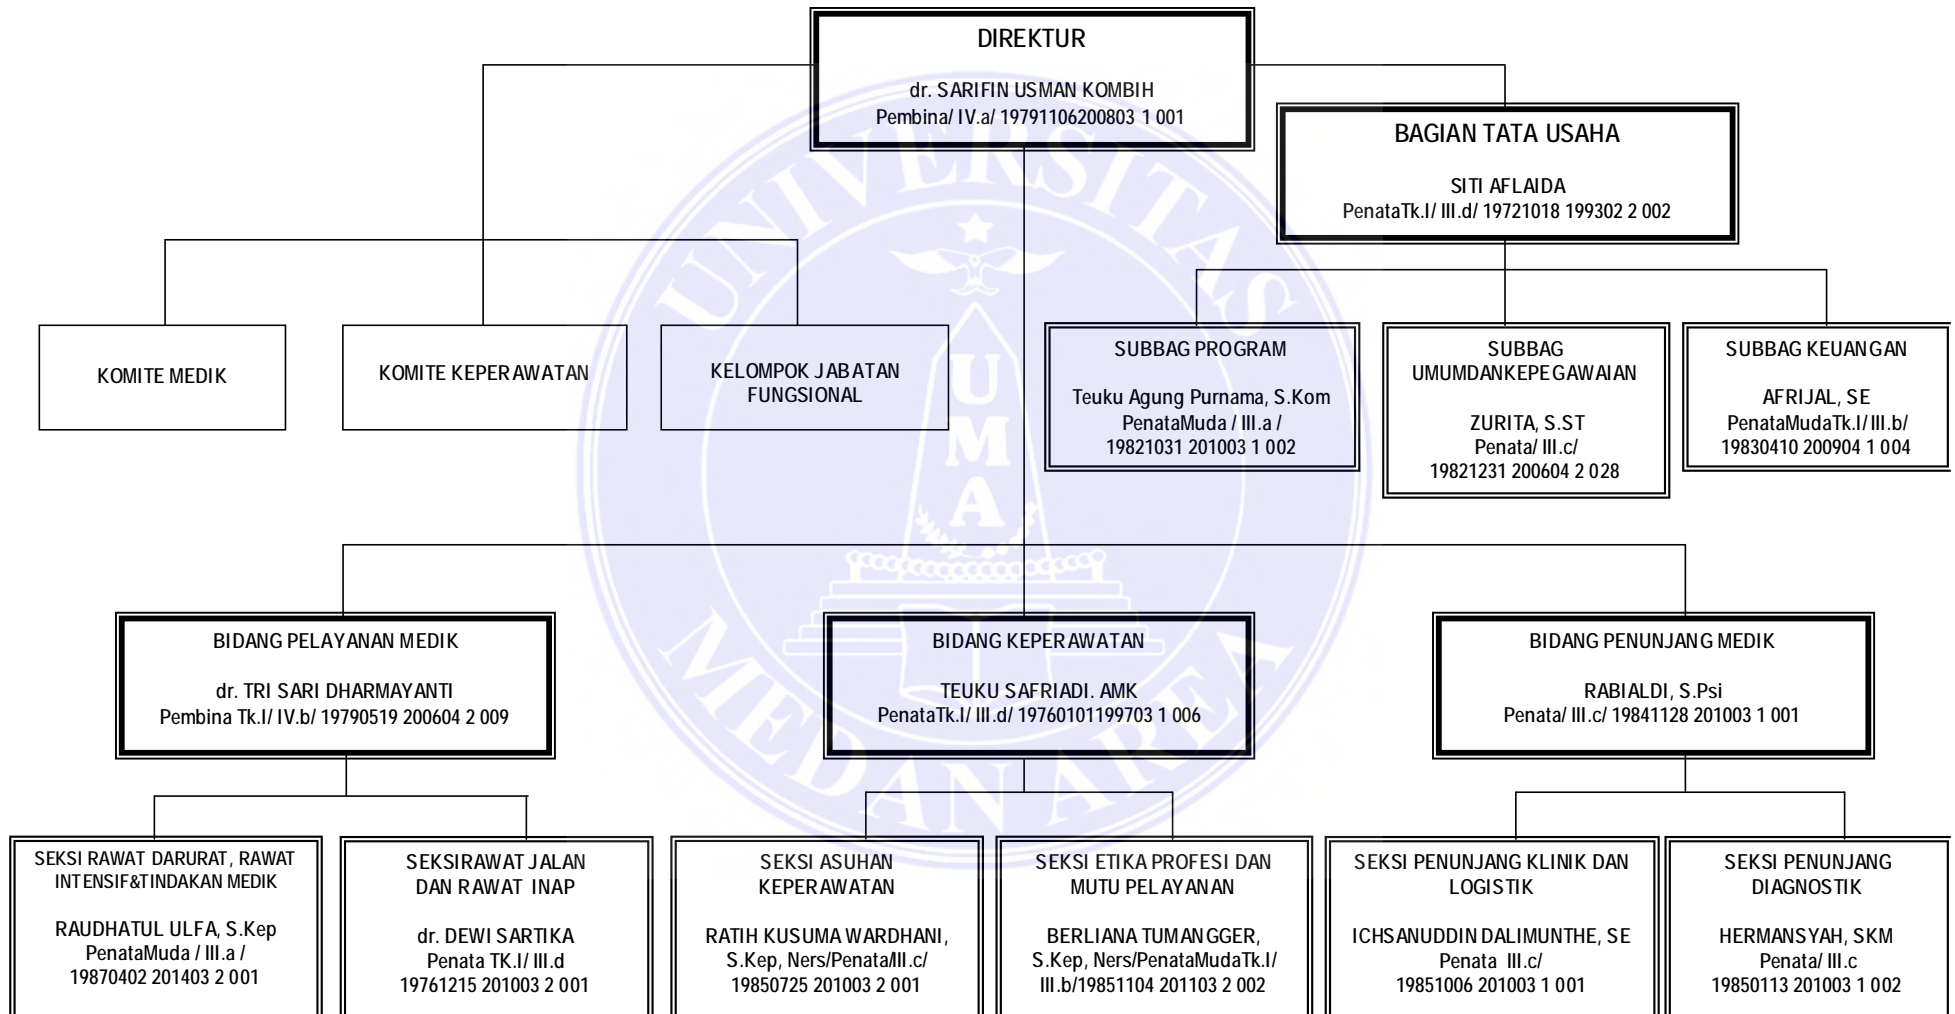 DIREKTUR
dr. SARIFIN USMAN KOMBIH
Pembina/ IV.a/ 19791106200803 1 001
BAGIAN TATA USAHA
SITI AFLAIDA
PenataTk.I/ III.d/ 19721018 199302 2 002
KOMITE MEDIK
KOMITE KEPERAWATAN
KELOMPOK JABATAN
FUNGSIONAL
SUBBAG PROGRAM
Teuku Agung Purnama, S.Kom
PenataMuda / III.a /
19821031 201003 1 002
SUBBAG
UMUMDANKEPEGAWAIAN
ZURITA, S.ST
Penata/ III.c/
19821231 200604 2 028
SUBBAG KEUANGAN
AFRIJAL, SE
PenataMudaTk.I/ III.b/
19830410 200904 1 004
UNIVERSITAS
UMA
MEDAN AREA
BIDANG PELAYANAN MEDIK
dr. TRI SARI DHARMAYANTI
Pembina Tk.I/ IV.b/ 19790519 200604 2 009
BIDANG KEPERAWATAN
TEUKU SAFRIADI. AMK
PenataTk.I/ III.d/ 19760101199703 1 006
BIDANG PENUNJANG MEDIK
RABIALDI, S.Psi
Penata/ III.c/ 19841128 201003 1 001
SEKSI RAWAT DARURAT, RAWAT
INTENSIF&TINDAKAN MEDIK
RAUDHATUL ULFA, S.Kep
PenataMuda / III.a /
19870402 201403 2 001
SEKSIRAWAT JALAN
DAN RAWAT INAP
dr. DEWI SARTIKA
Penata TK.I/ III.d
19761215 201003 2 001
SEKSI ASUHAN
KEPERAWATAN
RATIH KUSUMA WARDHANI,
S.Kep, Ners/Penata/III.c/
19850725 201003 2 001
SEKSI ETIKA PROFESI DAN
MUTU PELAYANAN
BERLIANA TUMANGGER,
S.Kep, Ners/PenataMudaTk.I/
III.b/19851104 201103 2 002
SEKSI PENUNJANG KLINIK DAN
LOGISTIK
ICHSANUDDIN DALIMUNTHE, SE
Penata III.c/
19851006 201003 1 001
SEKSI PENUNJANG
DIAGNOSTIK
HERMANSYAH, SKM
Penata/ III.c
19850113 201003 1 002